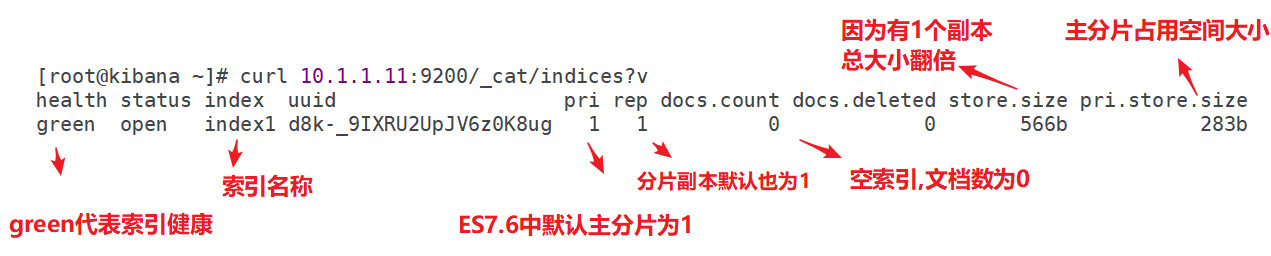 因为有1个副本
总大小翻倍
主分片占用空间大小
[root@kibana ~]# curl 10.1.1.11:9200/_cat/indices?v
health status index uuid pri rep docs.count docs.deleted store.size pri.store.size
green open index1 d8k-_9IXRU2UpJV6z0K8ug 1 1 0 0 566b 283b
索引名称
分片副本默认也为1
空索引,文档数为0
green代表索引健康
ES7.6中默认主分片为1